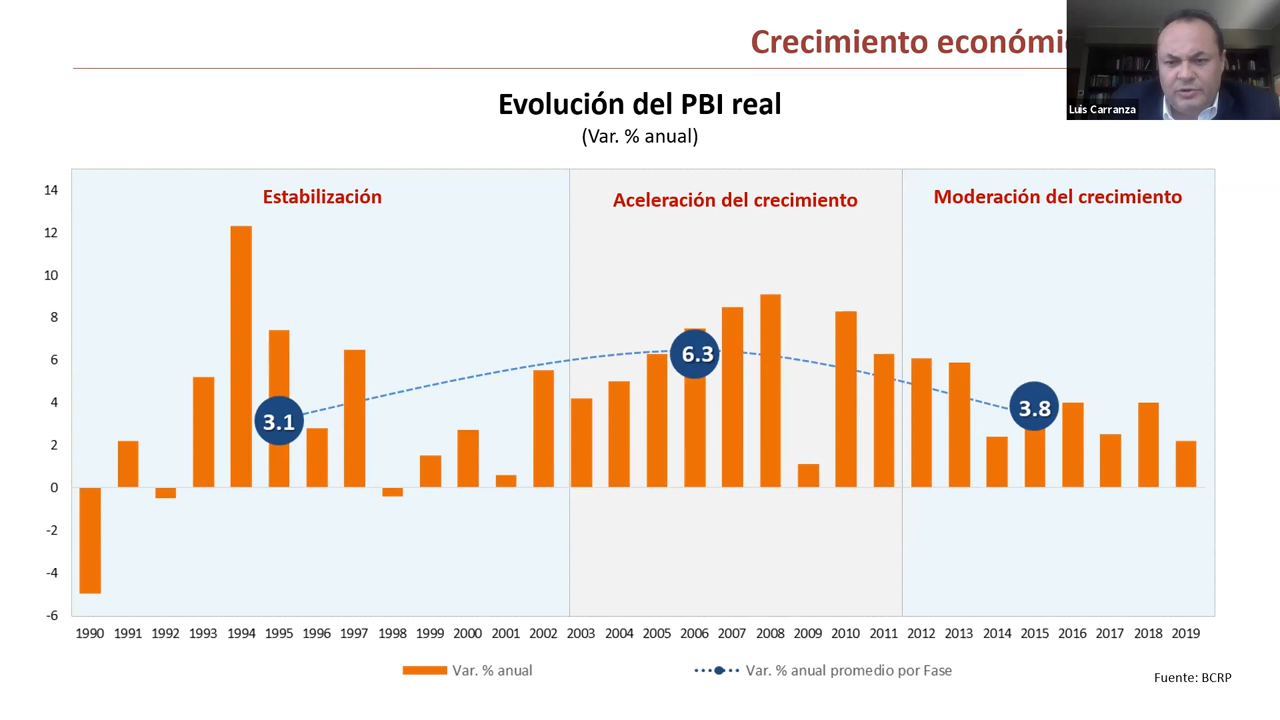 Crecimiento económi
Luis Carranza
Evolución del PBI real
(Var. % anual)
Estabilización
Aceleración del crecimiento
Moderación del crecimiento
14
12
10
8
6
4
2
0
-2
-4
-6
3.1
6.3
3.8
1990 1991 1992 1993 1994 1995 1996 1997 1998 1999 2000 2001 2002 2003 2004 2005 2006 2007 2008 2009 2010 2011 2012 2013 2014 2015 2016 2017 2018 2019
Var. % anual
Var. % anual promedio por Fase
Fuente: BCRP